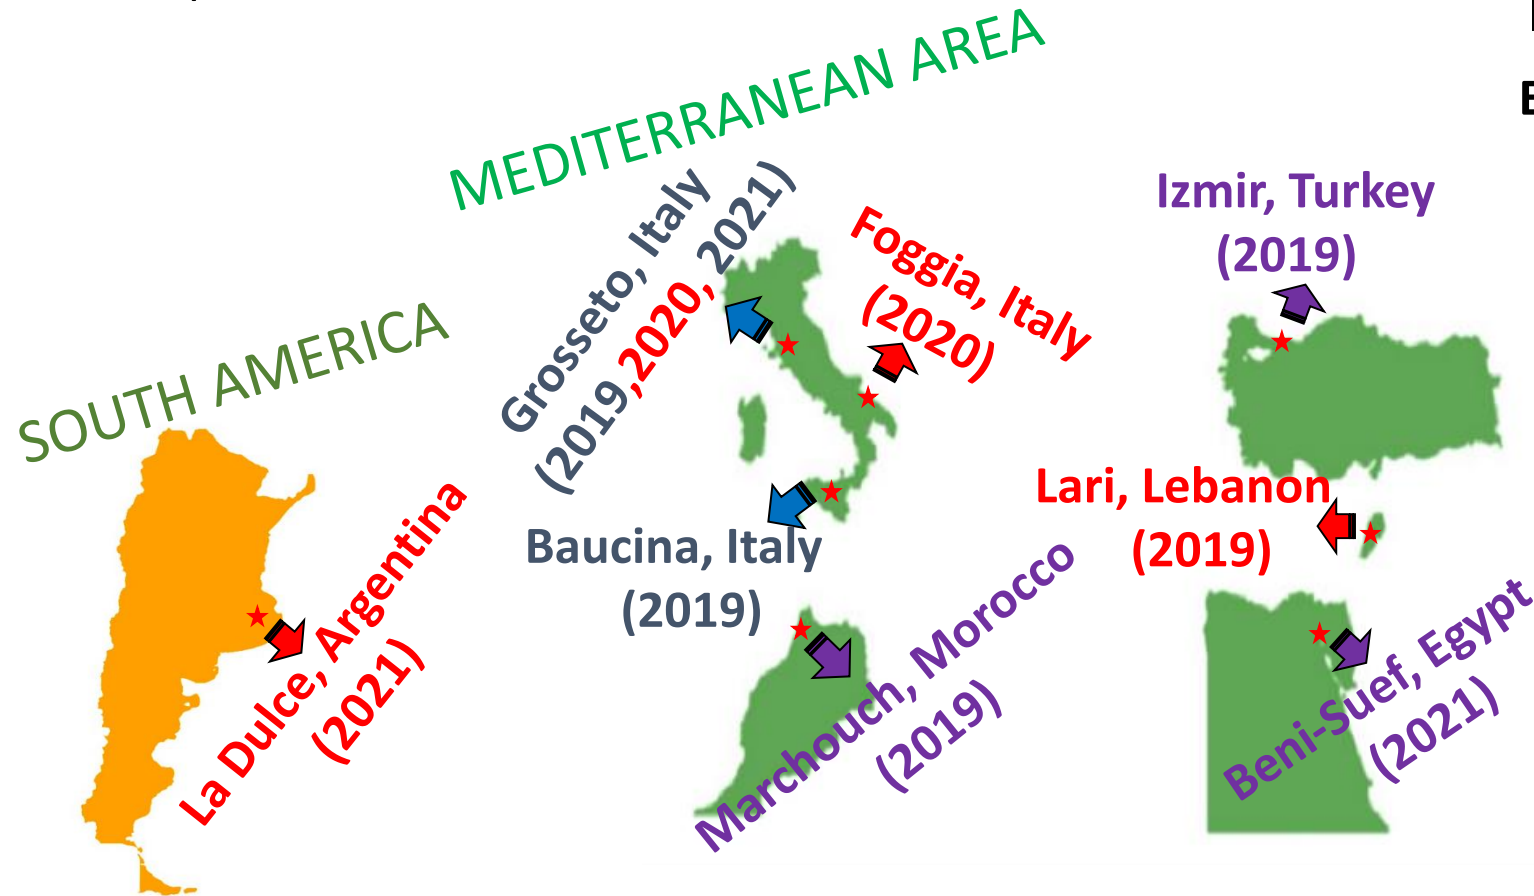 MEDITERRANEAN AREA
SOUTH AMERICA
Grosseto, Italy
(2019,2020, 2021)
Foggia, Italy
(2020)
Izmir, Turkey
(2019)
Baucina, Italy
(2019)
Lari, Lebanon
(2019)
La Dulce, Argentina
(2021)
Marchouch, Morocco
(2019)
Beni-Suef, Egypt
(2021)